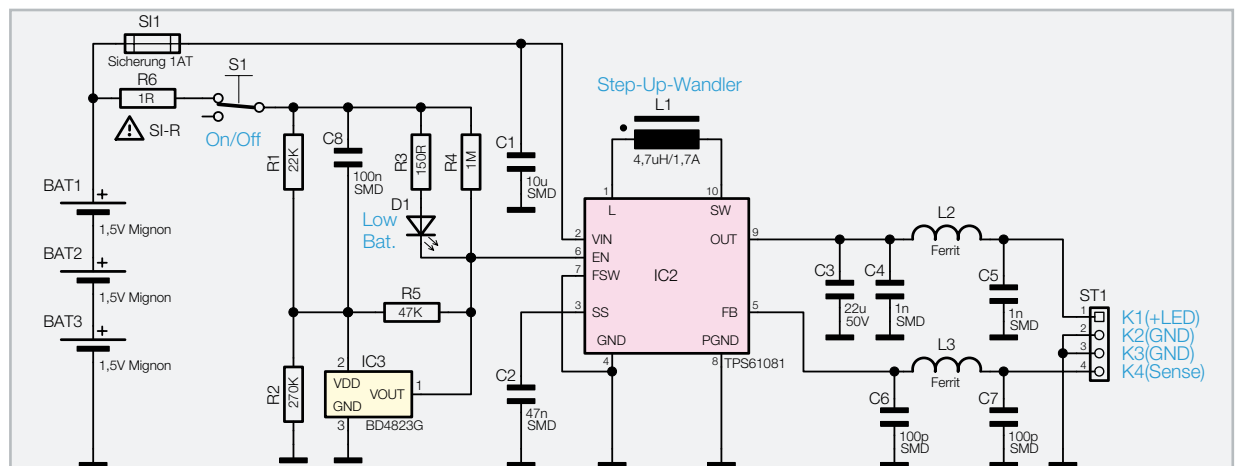 SI1
Sicherung 1AT
R6
1R
S1
SI-R
On/Off
BAT1
+
1,5V Mignon
BAT2
+
1,5V Mignon
BAT3
+
1,5V Mignon
R1
22K
C8
100n
SMD
R3
150R
R4
1M
D1
Low
Bat.
R5
47K
R2
270K
IC3
2
VDD
GND
VOUT
1
3
BD4823G
C1
10u
SMD
C2
47n
SMD
Step-Up-Wandler
L1
4,7uH/1,7A
1
10
L
SW
2
VIN
OUT
9
6
EN
7
FSW
IC2
3
SS
FB
5
GND
PGND
4
8
TPS61081
C3
22u
50V
C4
1n
SMD
L2
Ferrit
C5
1n
SMD
L3
Ferrit
C6
100p
SMD
C7
100p
SMD
ST1
1
K1(+LED)
2
K2(GND)
3
K3(GND)
4
K4(Sense)